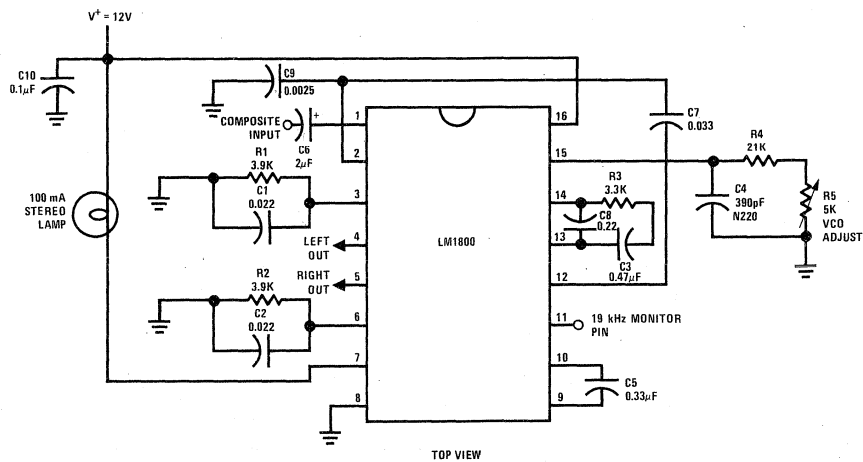 V+ = 12V
C10
0.1μF
C9
0.0025
COMPOSITE
INPUT
+
C6
2μF
1
2
3
4
5
6
7
8
16
15
14
13
12
11
10
9
LM1800
C7
0.033
R4
21K
R1
3.9K
C1
0.022
R3
3.3K
C8
0.22
C4
390pF
N220
R5
5K
VCO
ADJUST
100 mA
STEREO
LAMP
LEFT
OUT
C3
0.47μF
RIGHT
OUT
R2
3.9K
C2
0.022
19 kHz MONITOR
PIN
C5
0.33μF
TOP VIEW